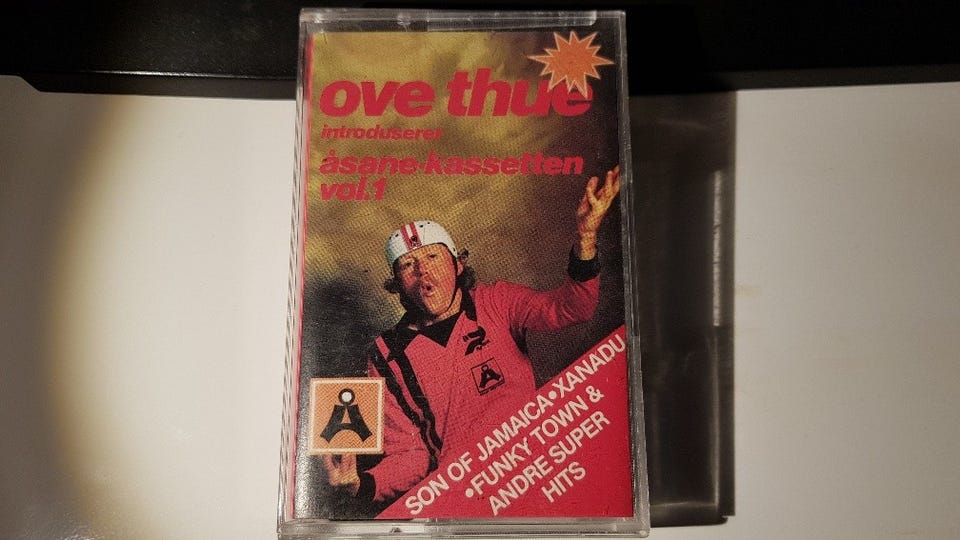 ove thue
introduserer
åsane-kassetten
vol.1
Å
SON OF JAMAICA•XANADU
•FUNKY TOWN &
ANDRE SUPER
HITS